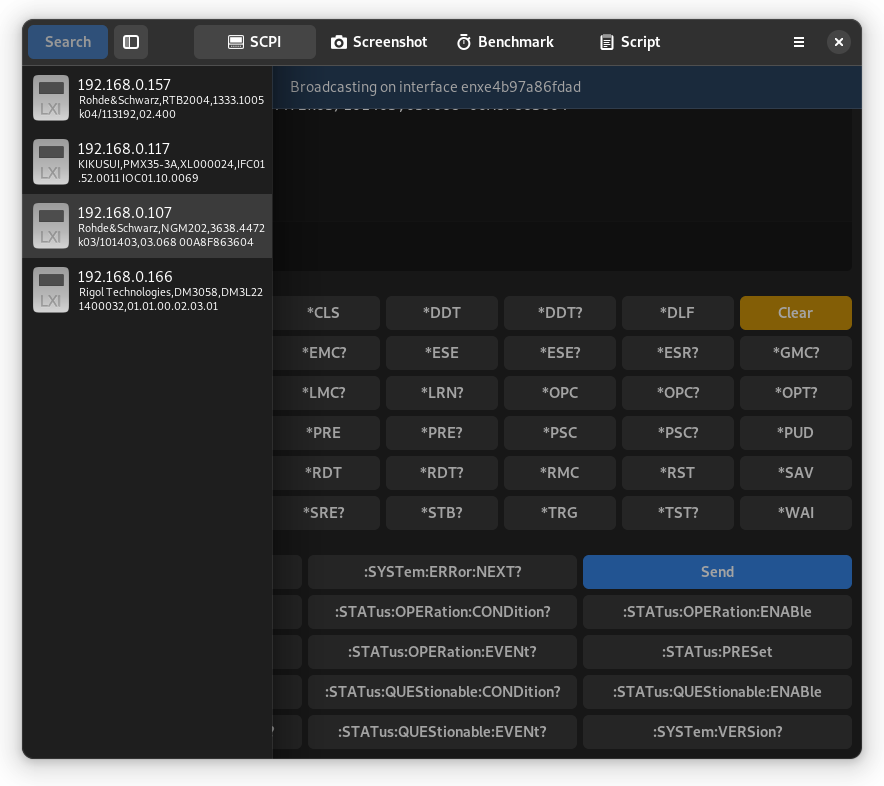 Search
SCPI
Screenshot
Benchmark
Script
192.168.0.157
Rohde&Schwarz,RTB2004,1333.1005
k04/113192,02.400
LXI
192.168.0.117
KIKUSUI,PMX35-3A,XL000024,IFC01
.52.0011 IOC01.10.0069
LXI
192.168.0.107
Rohde&Schwarz,NGM202,3638.4472
k03/101403,03.068 00A8F863604
LXI
192.168.0.166
Rigol Technologies,DM3058,DM3L22
1400032,01.01.00.02.03.01
LXI
Broadcasting on interface enxe4b97a86fdad
*CLS *DDT *DDT? *DLF Clear
*EMC? *ESE *ESE? *ESR? *GMC?
*LMC? *LRN? *OPC *OPC? *OPT?
*PRE *PRE? *PSC *PSC? *PUD
*RDT *RDT? *RMC *RST *SAV
*SRE? *STB? *TRG *TST? *WAI
:SYSTem:ERRor:NEXT? Send
:STATus:OPERation:CONDition? :STATus:OPERation:ENABle
:STATus:OPERation:EVENt? :STATus:PRESet
:STATus:QUEStionable:CONDition? :STATus:QUEStionable:ENABle
:STATus:QUEStionable:EVENt? :SYSTem:VERSion?